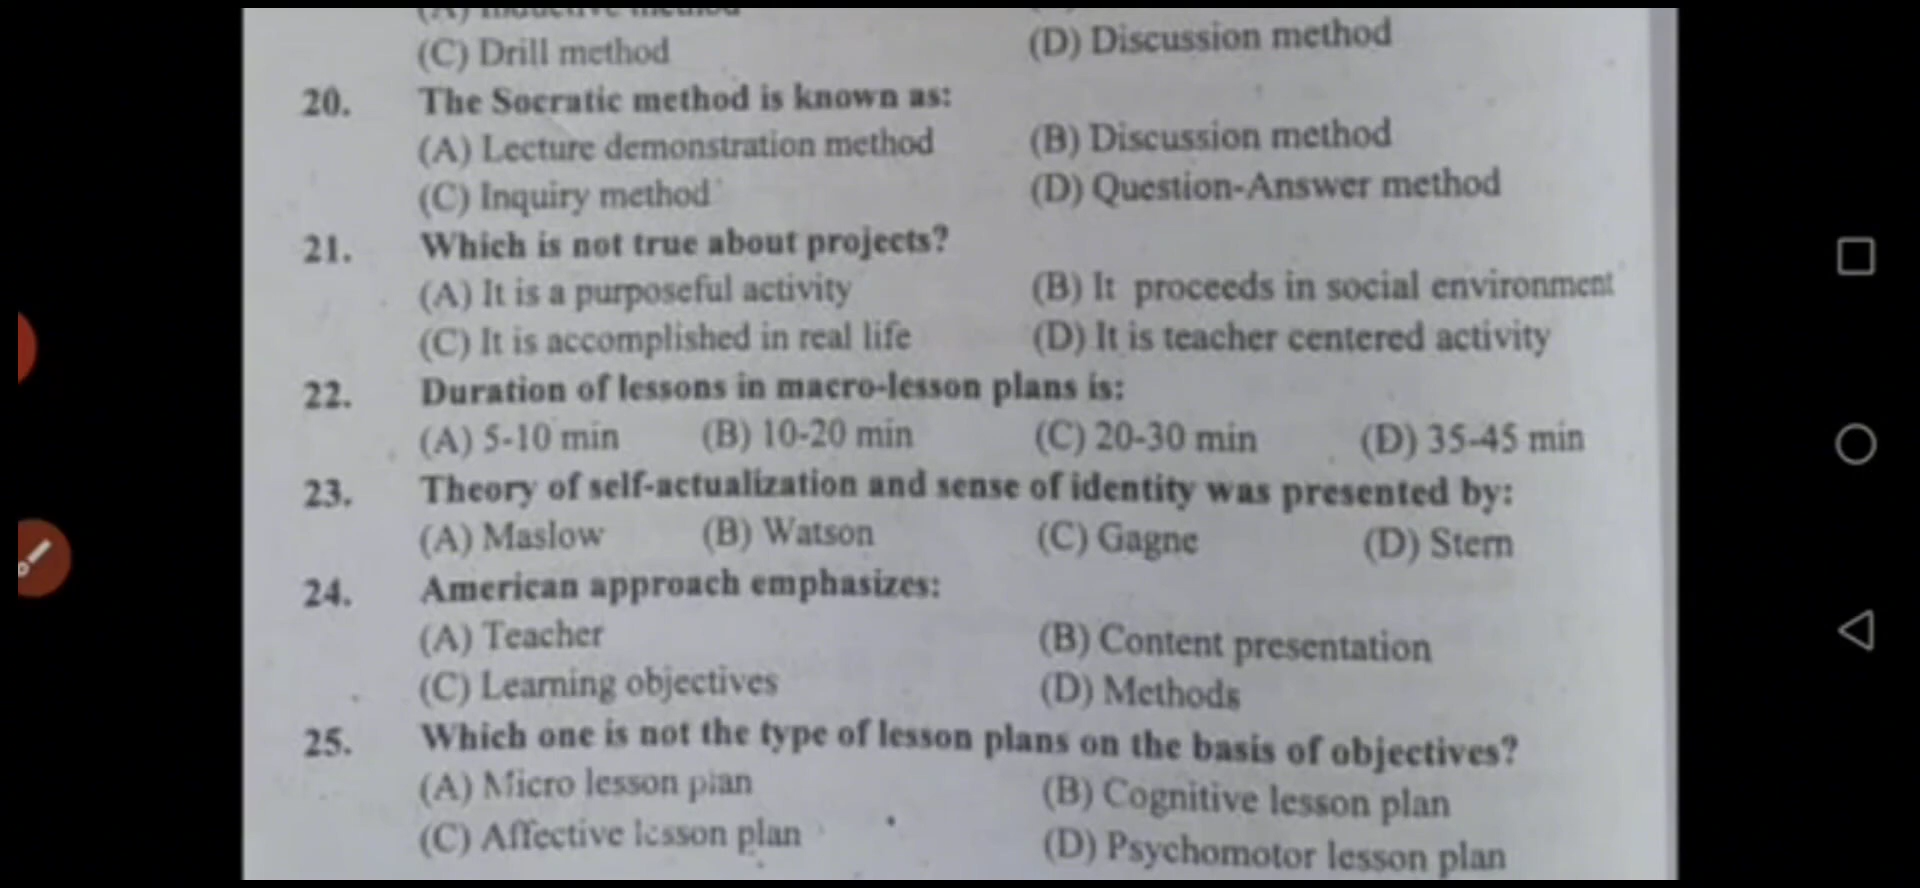 (A) Inductive method
(C) Drill method (D) Discussion method
20. The Socratic method is known as:
(A) Lecture demonstration method (B) Discussion method
(C) Inquiry method (D) Question-Answer method
21. Which is not true about projects?
(A) It is a purposeful activity (B) It proceeds in social environment
(C) It is accomplished in real life (D) It is teacher centered activity
22. Duration of lessons in macro-lesson plans is:
(A) 5-10 min (B) 10-20 min (C) 20-30 min (D) 35-45 min
23. Theory of self-actualization and sense of identity was presented by:
(A) Maslow (B) Watson (C) Gagne (D) Stern
24. American approach emphasizes:
(A) Teacher (B) Content presentation
(C) Learning objectives (D) Methods
25. Which one is not the type of lesson plans on the basis of objectives?
(A) Micro lesson plan (B) Cognitive lesson plan
(C) Affective lesson plan (D) Psychomotor lesson plan